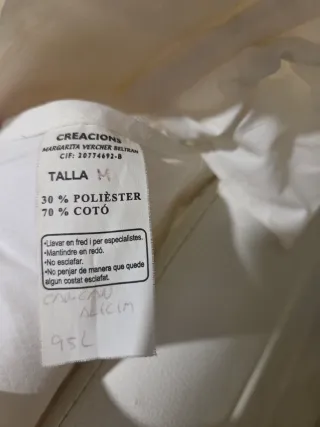 CREACIONS
MARGARITA VERCHER BELTRAN
CIF: 20774692-B
TALLA M
30 % POLIÈSTER
70 % COTÓ
•Llavar en fred i per especialistes.
•Mantindre en redó.
•No esclafar.
•No penjar de manera que quede
algun costat esclafat.
95L